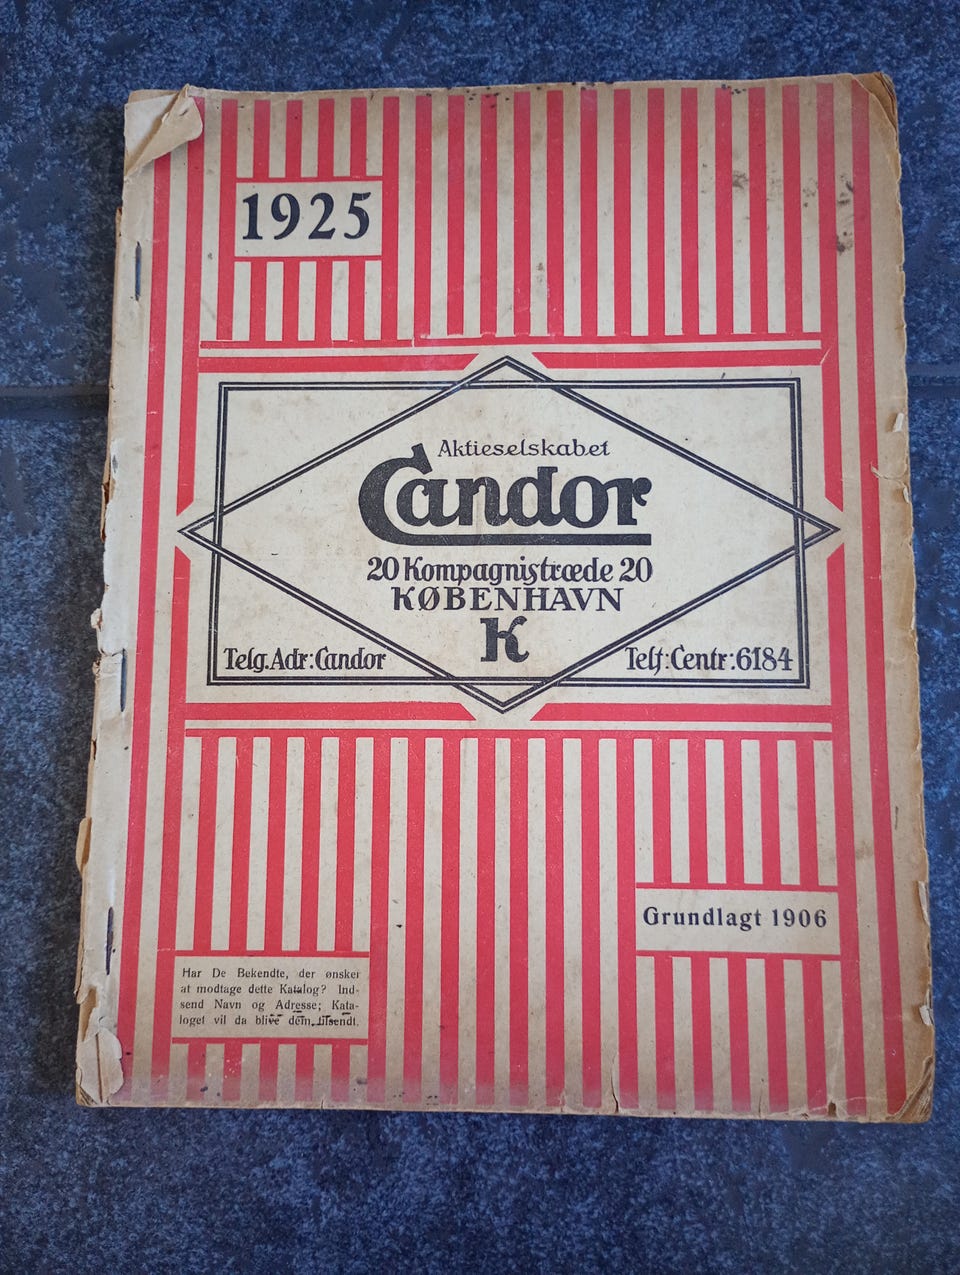 1925
Aktieselskabet
Candor
20 Kompagnistræde 20
KØBENHAVN
K
Telg.Adr:Candor
Telf:Centr:6184
Grundlagt 1906
Har De Bekendte, der ønsker
at modtage dette Katalog? Ind-
send Navn og Adresse; Kata-
loget vil da blive dem tilsendt.